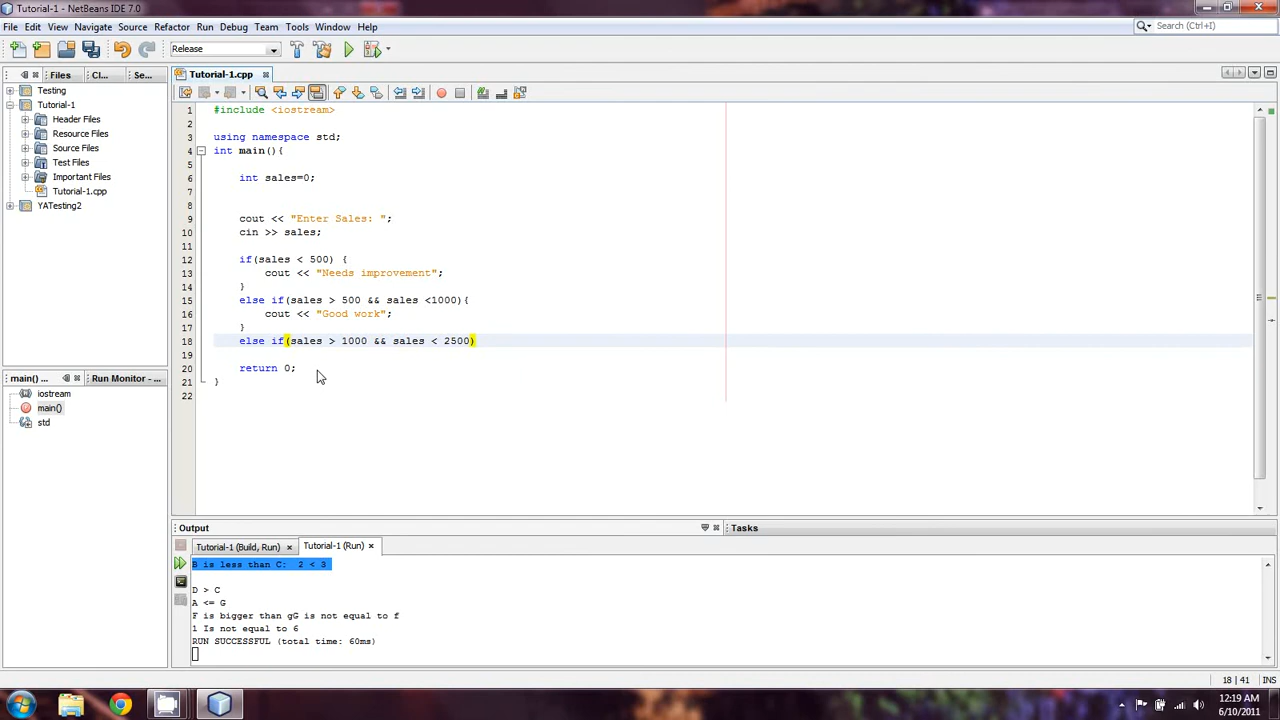 Tutorial-1 - NetBeans IDE 7.0
File Edit View Navigate Source Refactor Run Debug Team Tools Window Help
Search (Ctrl+I)
Release
Files Cl... Se...
Tutorial-1.cpp
Testing
Tutorial-1
Header Files
Resource Files
Source Files
Test Files
Important Files
Tutorial-1.cpp
YATesting2
1 #include <iostream>
2
3 using namespace std;
4 int main(){
5
6 int sales=0;
7
8
9 cout << "Enter Sales: ";
10 cin >> sales;
11
12 if(sales < 500) {
13 cout << "Needs improvement";
14 }
15 else if(sales > 500 && sales <1000){
16 cout << "Good work";
17 }
18 else if(sales > 1000 && sales < 2500)
19
20 return 0;
21 }
22
main() ... Run Monitor - ...
iostream
main()
std
Output
Tasks
Tutorial-1 (Build, Run) Tutorial-1 (Run)
B is less than C: 2 < 3
D > C
A <= G
F is bigger than gG is not equal to f
1 Is not equal to 6
RUN SUCCESSFUL (total time: 60ms)
18 | 41 INS
12:19 AM
6/10/2011